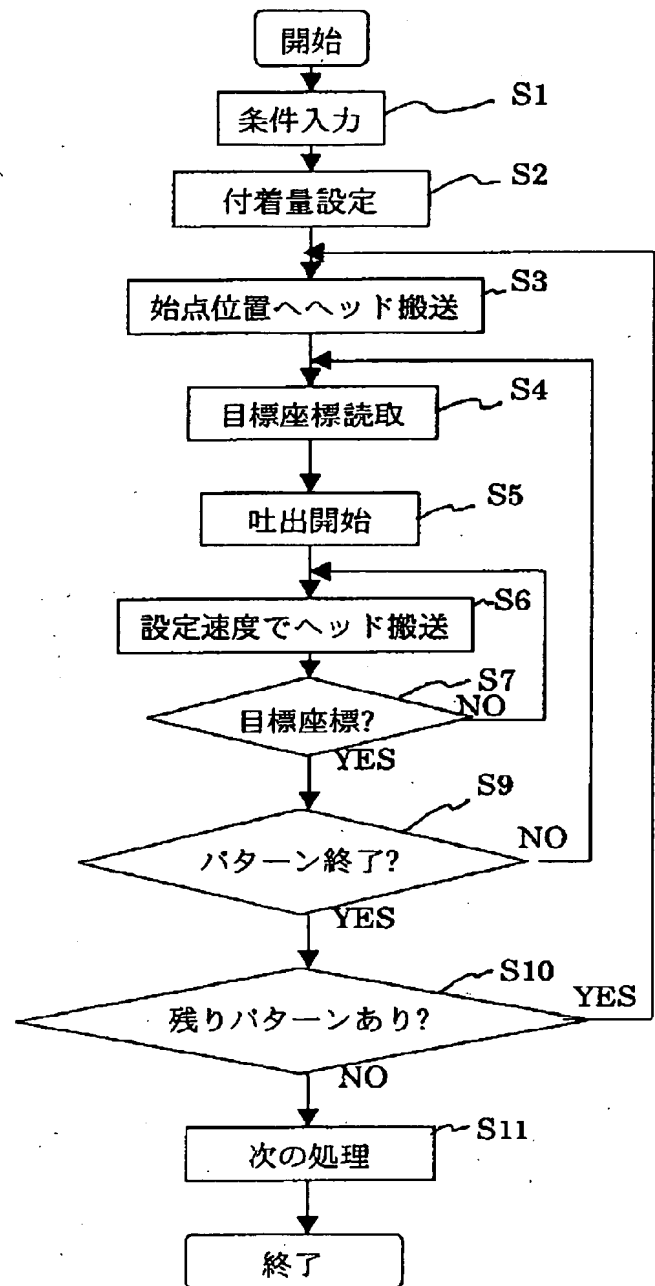 開始
条件入力
S1
付着量設定
S2
始点位置へヘッド搬送
S3
目標座標読取
S4
吐出開始
S5
設定速度でヘッド搬送
S6
目標座標?
S7
NO
YES
パターン終了?
S9
NO
YES
残りパターンあり?
S10
YES
NO
次の処理
S11
終了